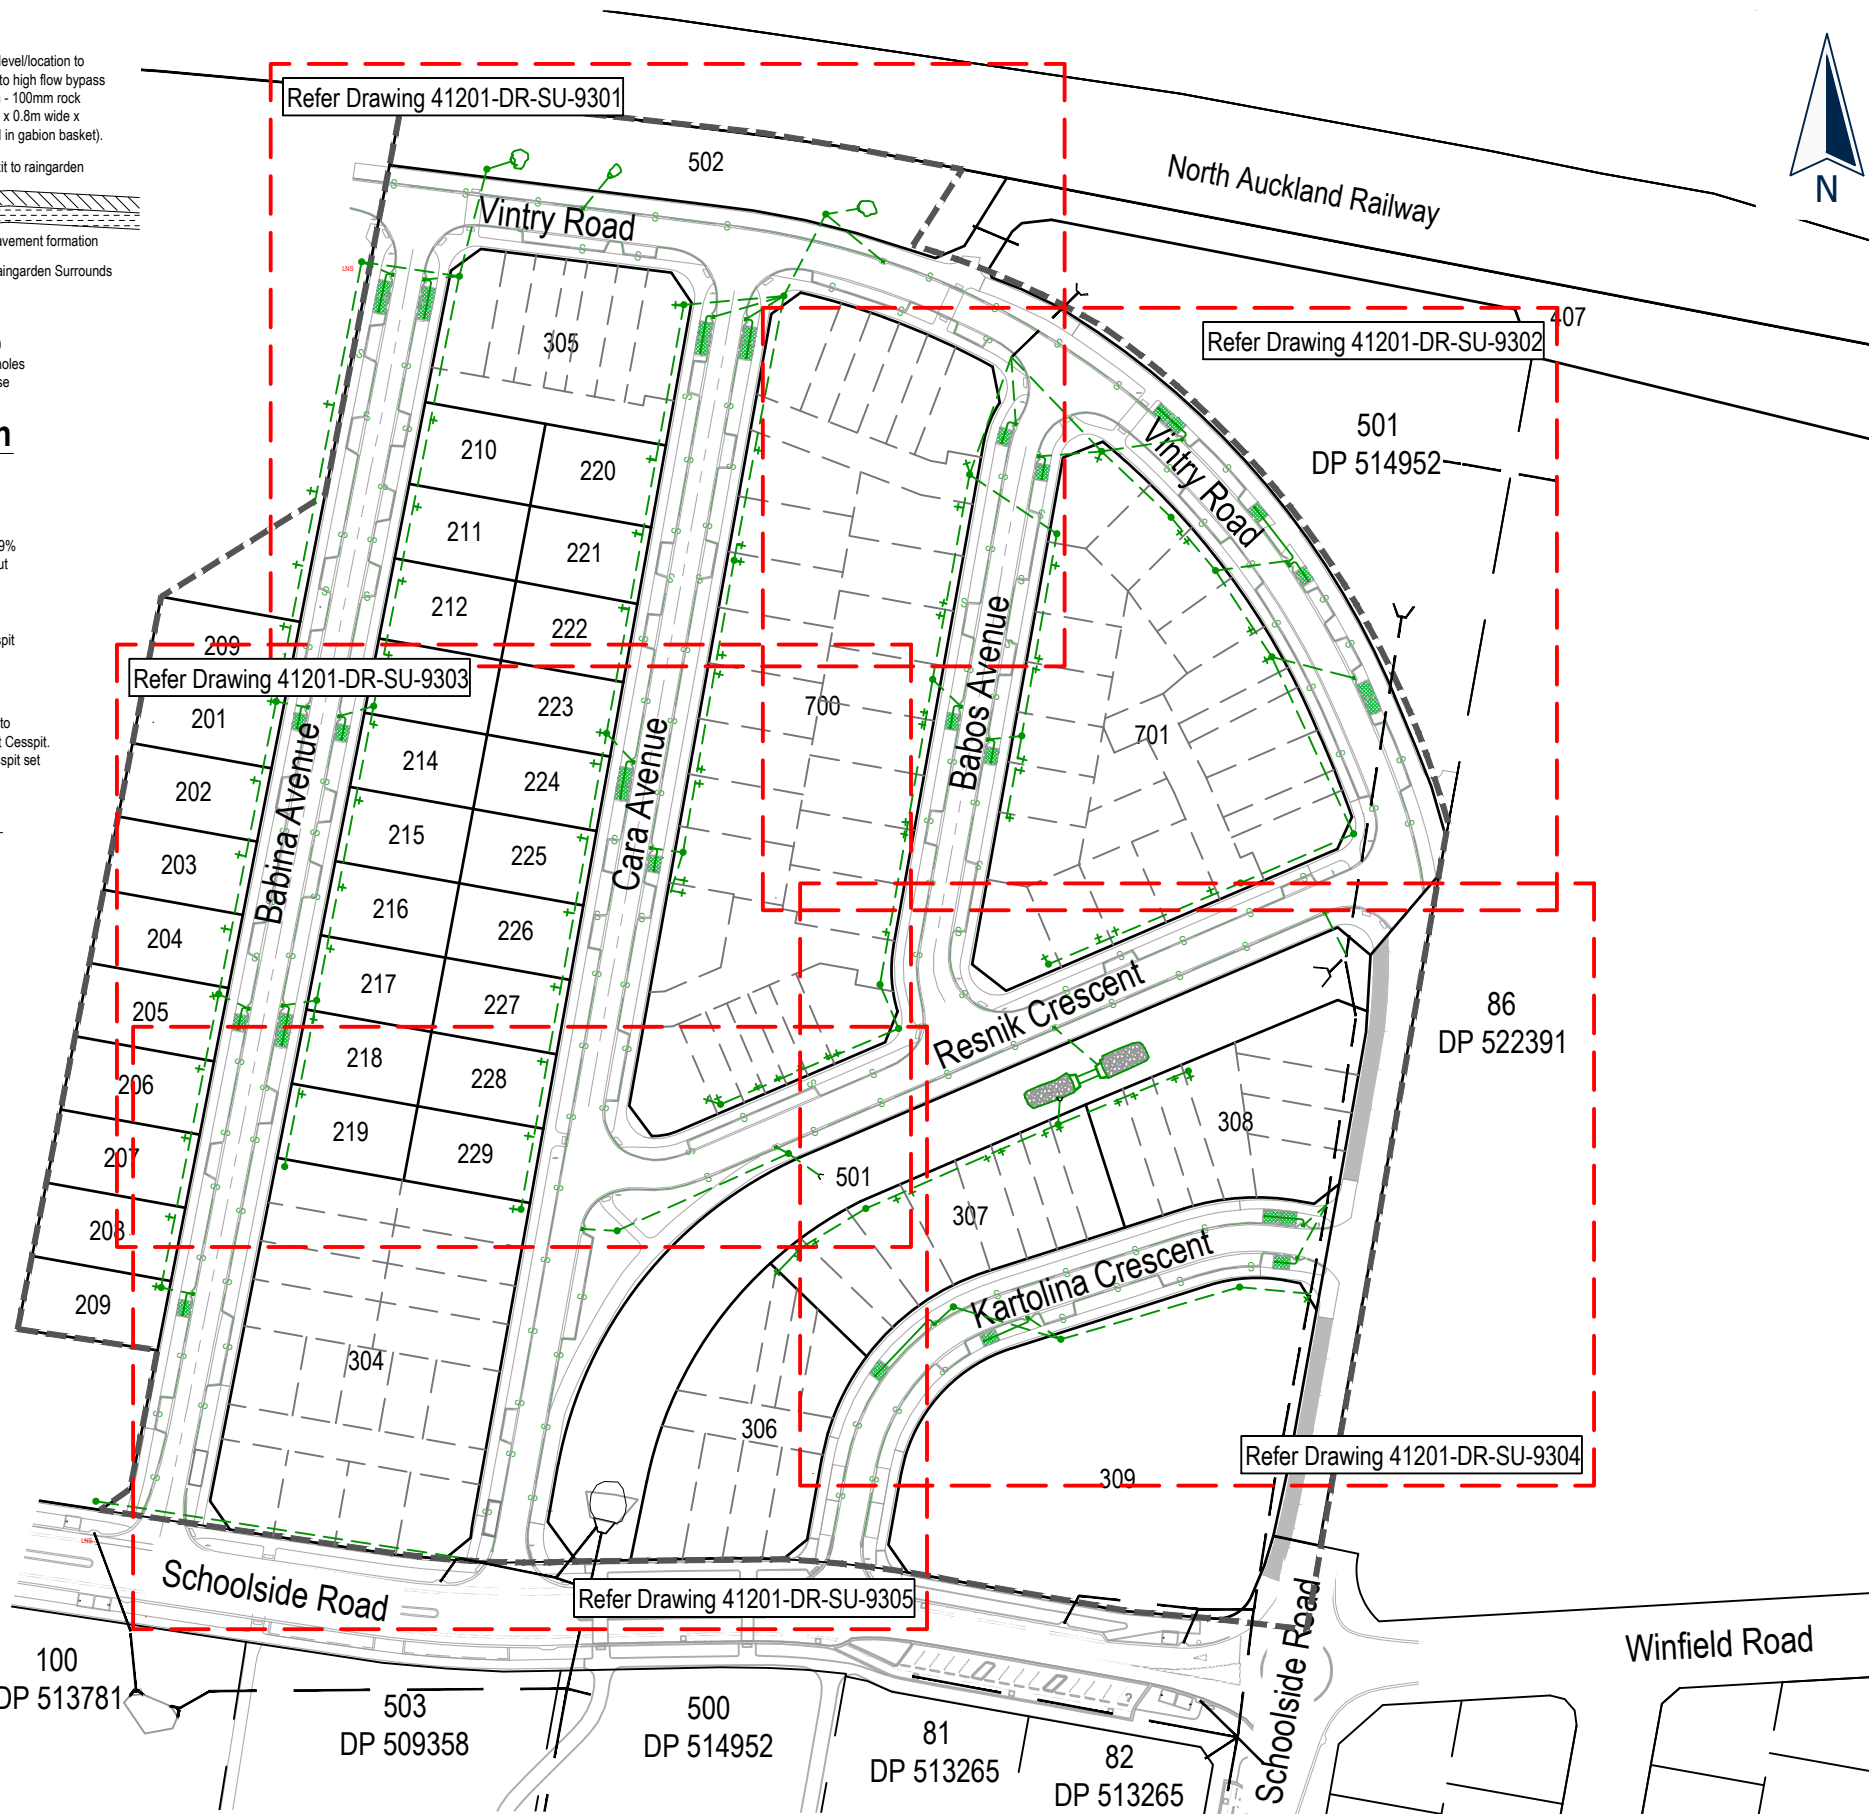 level/location to
to high flow bypass
- 100mm rock
x 0.8m wide x
in gabion basket).
it to raingarden
avement formation
aingarden Surrounds
holes
se
n
9%
ut
spit
to
t Cesspit.
spit set
Refer Drawing 41201-DR-SU-9301
502
North Auckland Railway
N
Vintry Road
LNS
305
407
Refer Drawing 41201-DR-SU-9302
501
DP 514952
Vintry Road
210
220
211
221
212
222
209
Refer Drawing 41201-DR-SU-9303
223
700
701
201
214
224
202
215
225
203
216
226
204
217
227
205
218
228
206
219
229
207
208
209
Babina Avenue
Cara Avenue
Babos Avenue
Resnik Crescent
86
DP 522391
308
501
307
Kartolina Crescent
304
306
309
Refer Drawing 41201-DR-SU-9304
LNS
Schoolside Road
Refer Drawing 41201-DR-SU-9305
Schoolside Road
Winfield Road
100
DP 513781
503
DP 509358
500
DP 514952
81
DP 513265
82
DP 513265